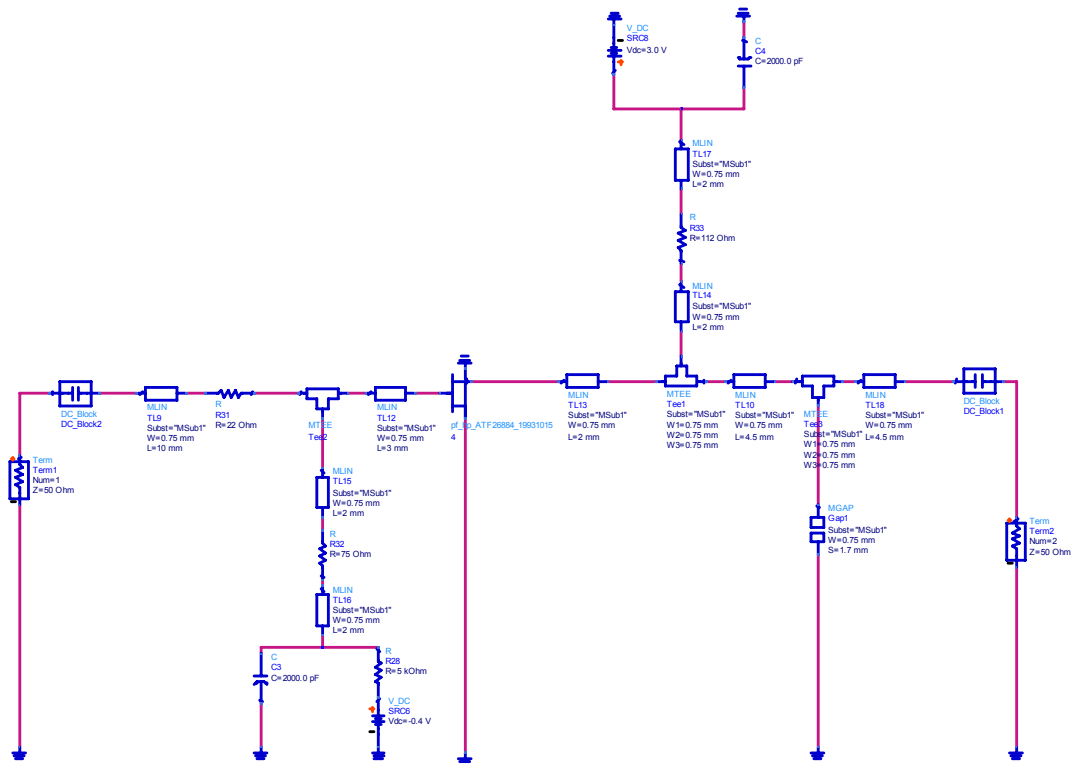 V_DC
SRC8
Vdc=3.0 V
C
C4
C=2000.0 pF
MLIN
TL17
Subst="MSub1"
W=0.75 mm
L=2 mm
R
R33
R=112 Ohm
MLIN
TL14
Subst="MSub1"
W=0.75 mm
L=2 mm
DC_Block
DC_Block2
MLIN
TL9
Subst="MSub1"
W=0.75 mm
L=10 mm
R
R31
R=22 Ohm
MTEE
Tee2
MLIN
TL12
Subst="MSub1"
W=0.75 mm
L=3 mm
4
MLIN
TL13
Subst="MSub1"
W=0.75 mm
L=2 mm
MTEE
Tee1
Subst="MSub1"
W1=0.75 mm
W2=0.75 mm
W3=0.75 mm
MLIN
TL10
Subst="MSub1"
W=0.75 mm
L=4.5 mm
MTEE
Tee3
Subst="MSub1"
W1=0.75 mm
W2=0.75 mm
W3=0.75 mm
MLIN
TL18
Subst="MSub1"
W=0.75 mm
L=4.5 mm
DC_Block
DC_Block1
Term
Term1
Num=1
Z=50 Ohm
MLIN
TL15
Subst="MSub1"
W=0.75 mm
L=2 mm
R
R32
R=75 Ohm
MLIN
TL16
Subst="MSub1"
W=0.75 mm
L=2 mm
MGAP
Gap1
Subst="MSub1"
W=0.75 mm
S=1.7 mm
Term
Term2
Num=2
Z=50 Ohm
C
C3
C=2000.0 pF
R
R28
R=5 kOhm
V_DC
SRC6
Vdc=-0.4 V